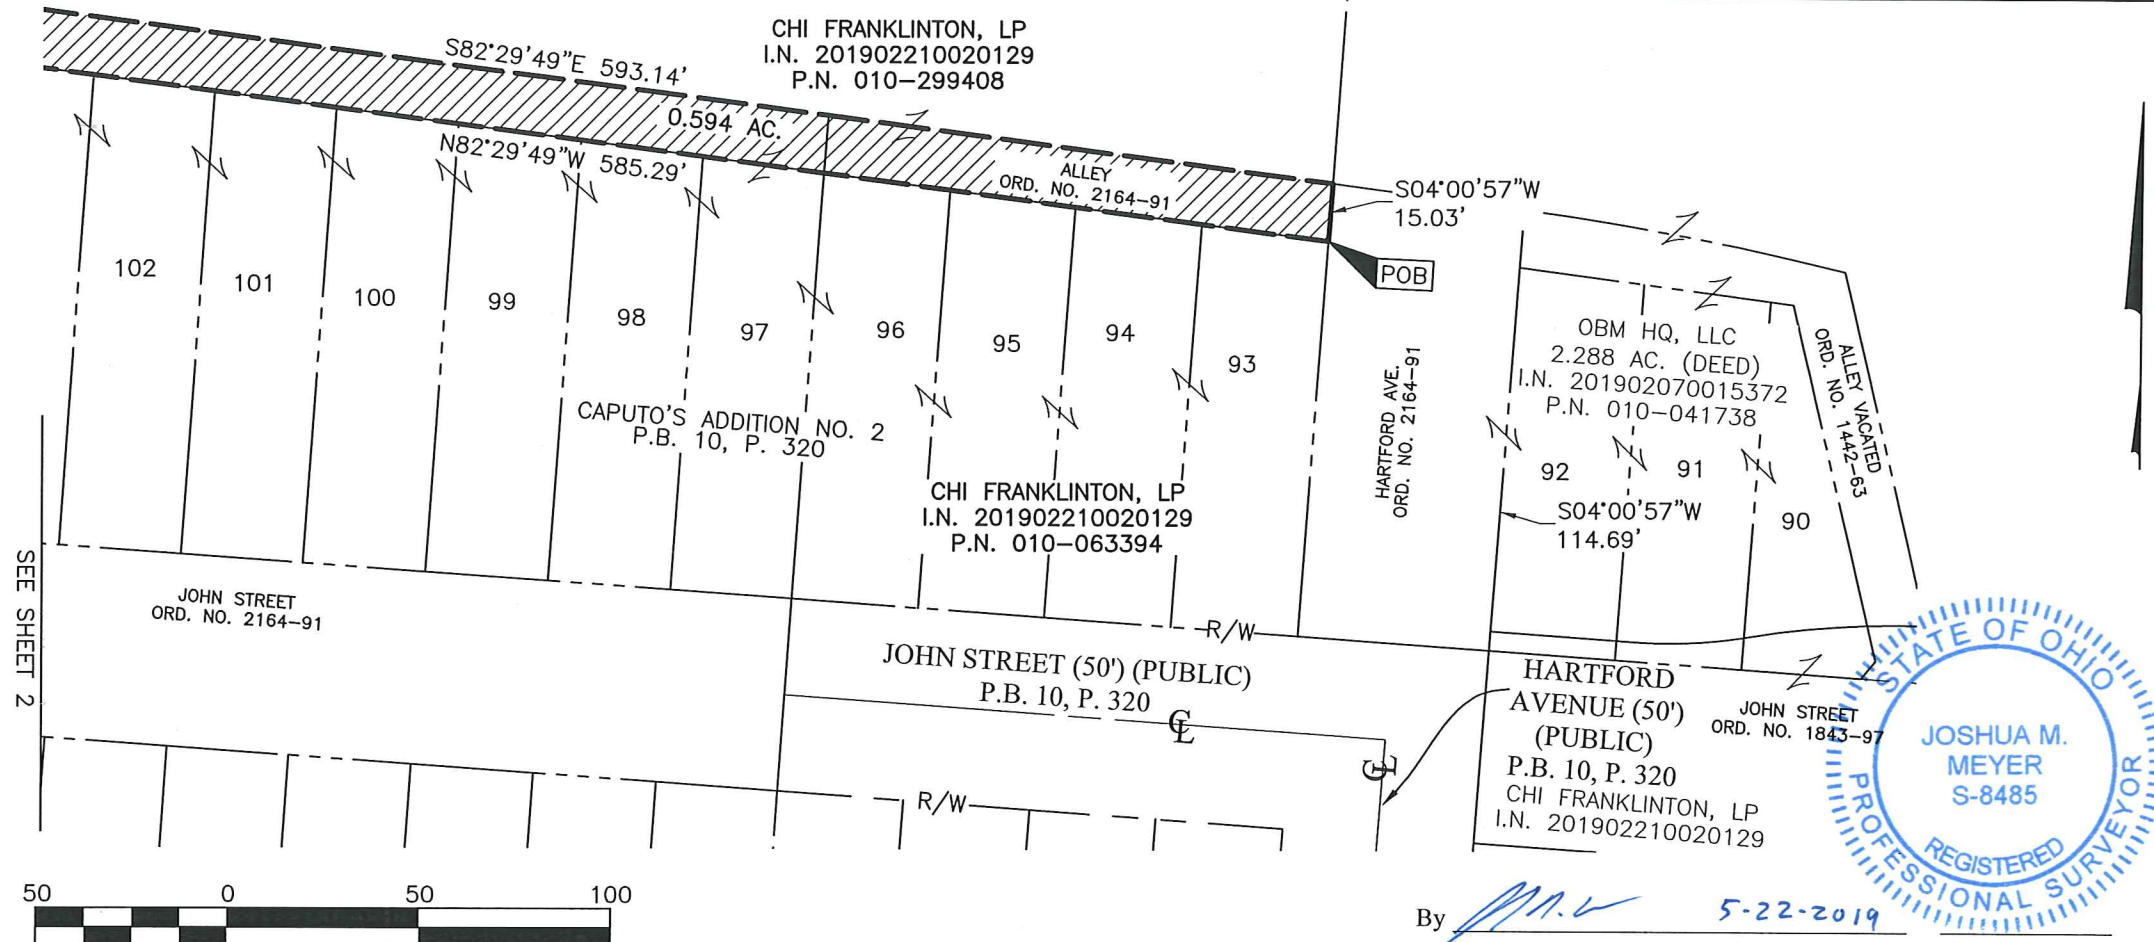 CHI FRANKLINTON, LP
I.N. 201902210020129
P.N. 010-299408
S82°29'49"E 593.14'
0.594 AC.
N82°29'49"W 585.29'
ALLEY
ORD. NO. 2164-91
S04°00'57"W
15.03'
POB
102
101
100
99
98
97
96
95
94
93
CAPUTO'S ADDITION NO. 2
P.B. 10, P. 320
CHI FRANKLINTON, LP
I.N. 201902210020129
P.N. 010-063394
HARTFORD AVE.
ORD. NO. 2164-91
OBM HQ, LLC
2.288 AC. (DEED)
I.N. 201902070015372
P.N. 010-041738
ALLEY VACATED
ORD. NO. 1442-63
92
91
90
S04°00'57"W
114.69'
SEE SHEET 2
JOHN STREET
ORD. NO. 2164-91
R/W
JOHN STREET (50') (PUBLIC)
P.B. 10, P. 320
CL
CL
HARTFORD
AVENUE (50')
(PUBLIC)
P.B. 10, P. 320
CHI FRANKLINTON, LP
I.N. 201902210020129
JOHN STREET
ORD. NO. 1843-97
R/W
STATE OF OHIO
JOSHUA M.
MEYER
S-8485
REGISTERED
PROFESSIONAL SURVEYOR
50 0 50 100
By
5-22-2019